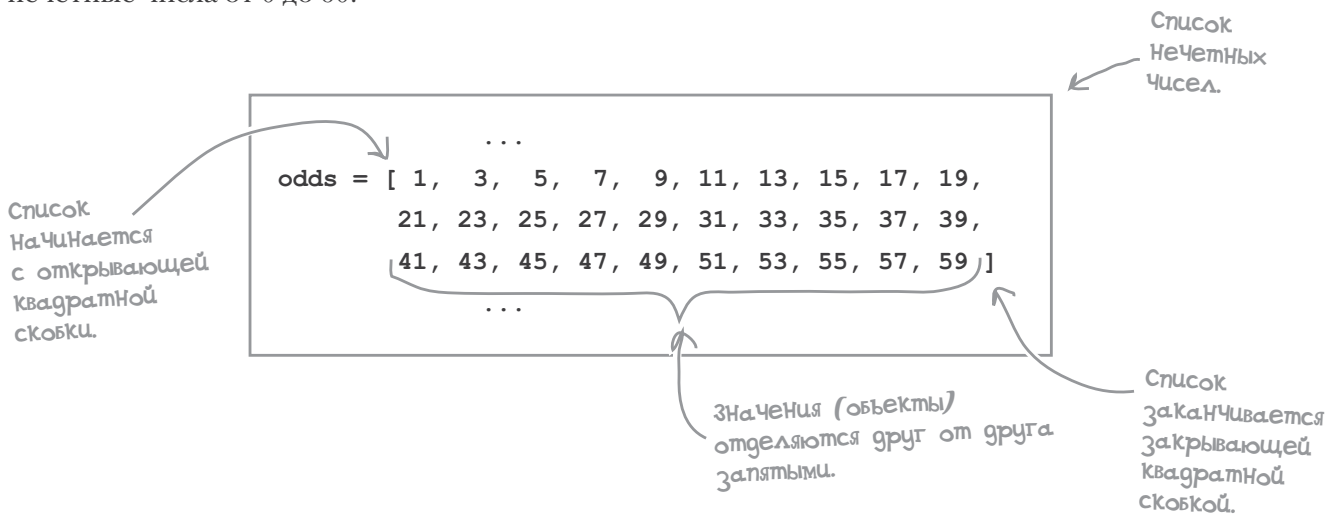 нечетные числа от 0 до 60.
Список
нечетных
чисел.
...
odds = [ 1, 3, 5, 7, 9, 11, 13, 15, 17, 19,
21, 23, 25, 27, 29, 31, 33, 35, 37, 39,
41, 43, 45, 47, 49, 51, 53, 55, 57, 59 ]
...
Список
начинается
с открывающей
квадратной
скобки.
Значения (объекты)
отделяются друг от друга
запятыми.
Список
заканчивается
закрывающей
квадратной
скобкой.